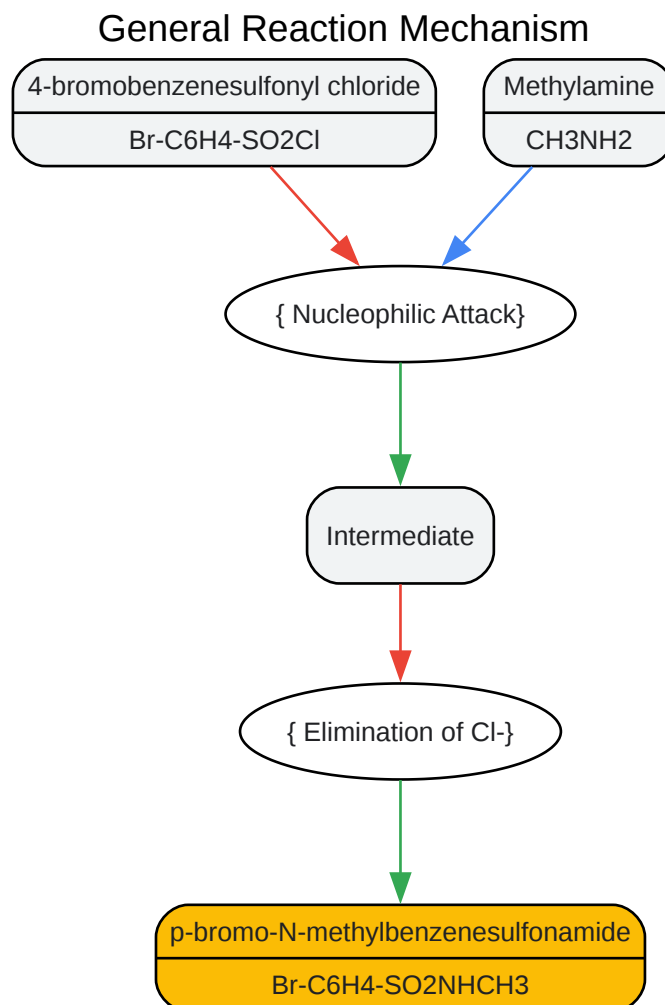 General Reaction Mechanism
4-bromobenzenesulfonyl chloride
Br-C6H4-SO2Cl
Methylamine
CH3NH2
{ Nucleophilic Attack}
Intermediate
{ Elimination of Cl-}
p-bromo-N-methylbenzenesulfonamide
Br-C6H4-SO2NHCH3